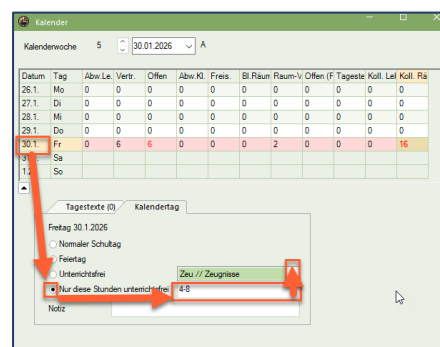 Kalender
Kalenderwoche 5 30.01.2026 A
Datum Tag Abw.Le. Vertr. Offen Abw.Kl. Freis. Bl.Räum Raum-V Offen (F Tageste Koll. Lel Koll. Rä
26.1. Mo 0 0 0 0 0 0 0 0 0 0 0
27.1. Di 0 0 0 0 0 0 0 0 0 0 0
28.1. Mi 0 0 0 0 0 0 0 0 0 0 0
29.1. Do 0 0 0 0 0 0 0 0 0 0 0
30.1. Fr 0 6 6 0 0 0 2 0 0 0 16
Sa
So
Tagestexte (0) Kalendertag
Freitag 30.1.2026
Normaler Schultag
Feiertag
Unterrichtsfrei Zeu // Zeugnisse
Nur diese Stunden unterrichtsfrei 4-8
Notiz